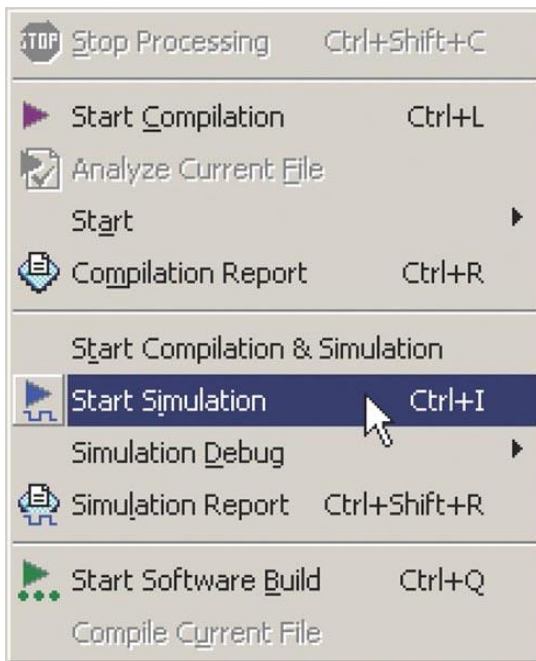 STOP Stop Processing Ctrl+Shift+C
Start Compilation Ctrl+L
Analyze Current File
Start
Compilation Report Ctrl+R
Start Compilation & Simulation
Start Simulation Ctrl+I
Simulation Debug
Simulation Report Ctrl+Shift+R
Start Software Build Ctrl+Q
Compile Current File